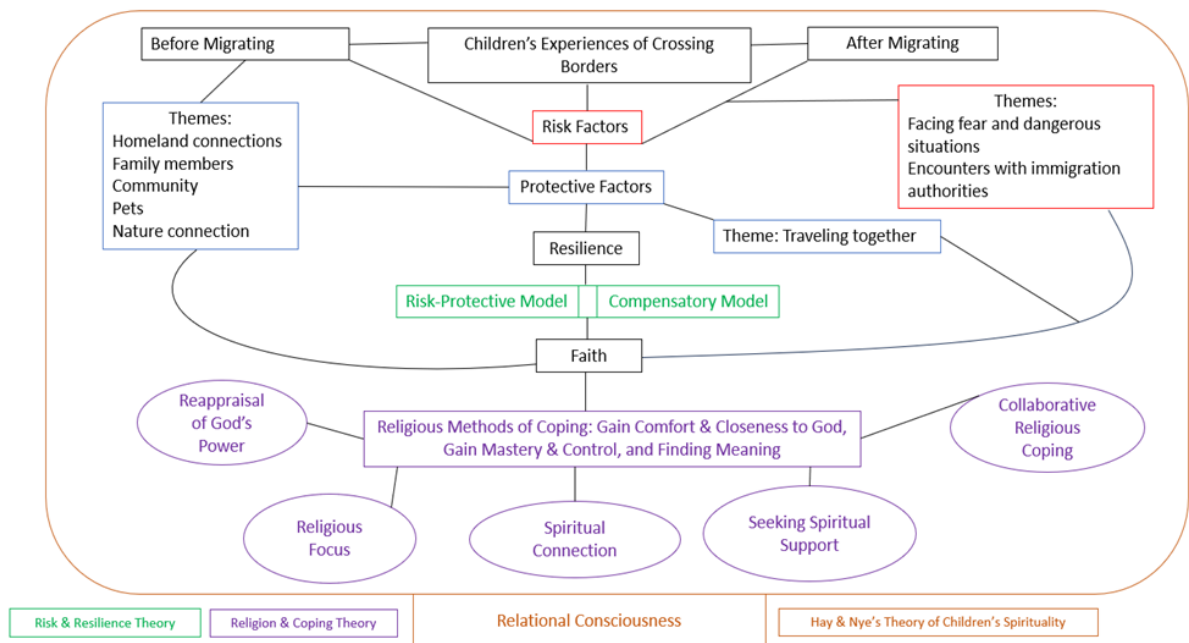 Before Migrating
Children's Experiences of Crossing
Borders
After Migrating
Themes:
Homeland connections
Family members
Community
Pets
Nature connection
Risk Factors
Themes:
Facing fear and dangerous
situations
Encounters with immigration
authorities
Protective Factors
Theme: Traveling together
Resilience
Risk-Protective Model
Compensatory Model
Faith
Reappraisal
of God's
Power
Religious Methods of Coping: Gain Comfort & Closeness to God,
Gain Mastery & Control, and Finding Meaning
Collaborative
Religious
Coping
Religious
Focus
Spiritual
Connection
Seeking Spiritual
Support
Risk & Resilience Theory
Religion & Coping Theory
Relational Consciousness
Hay & Nye's Theory of Children's Spirituality